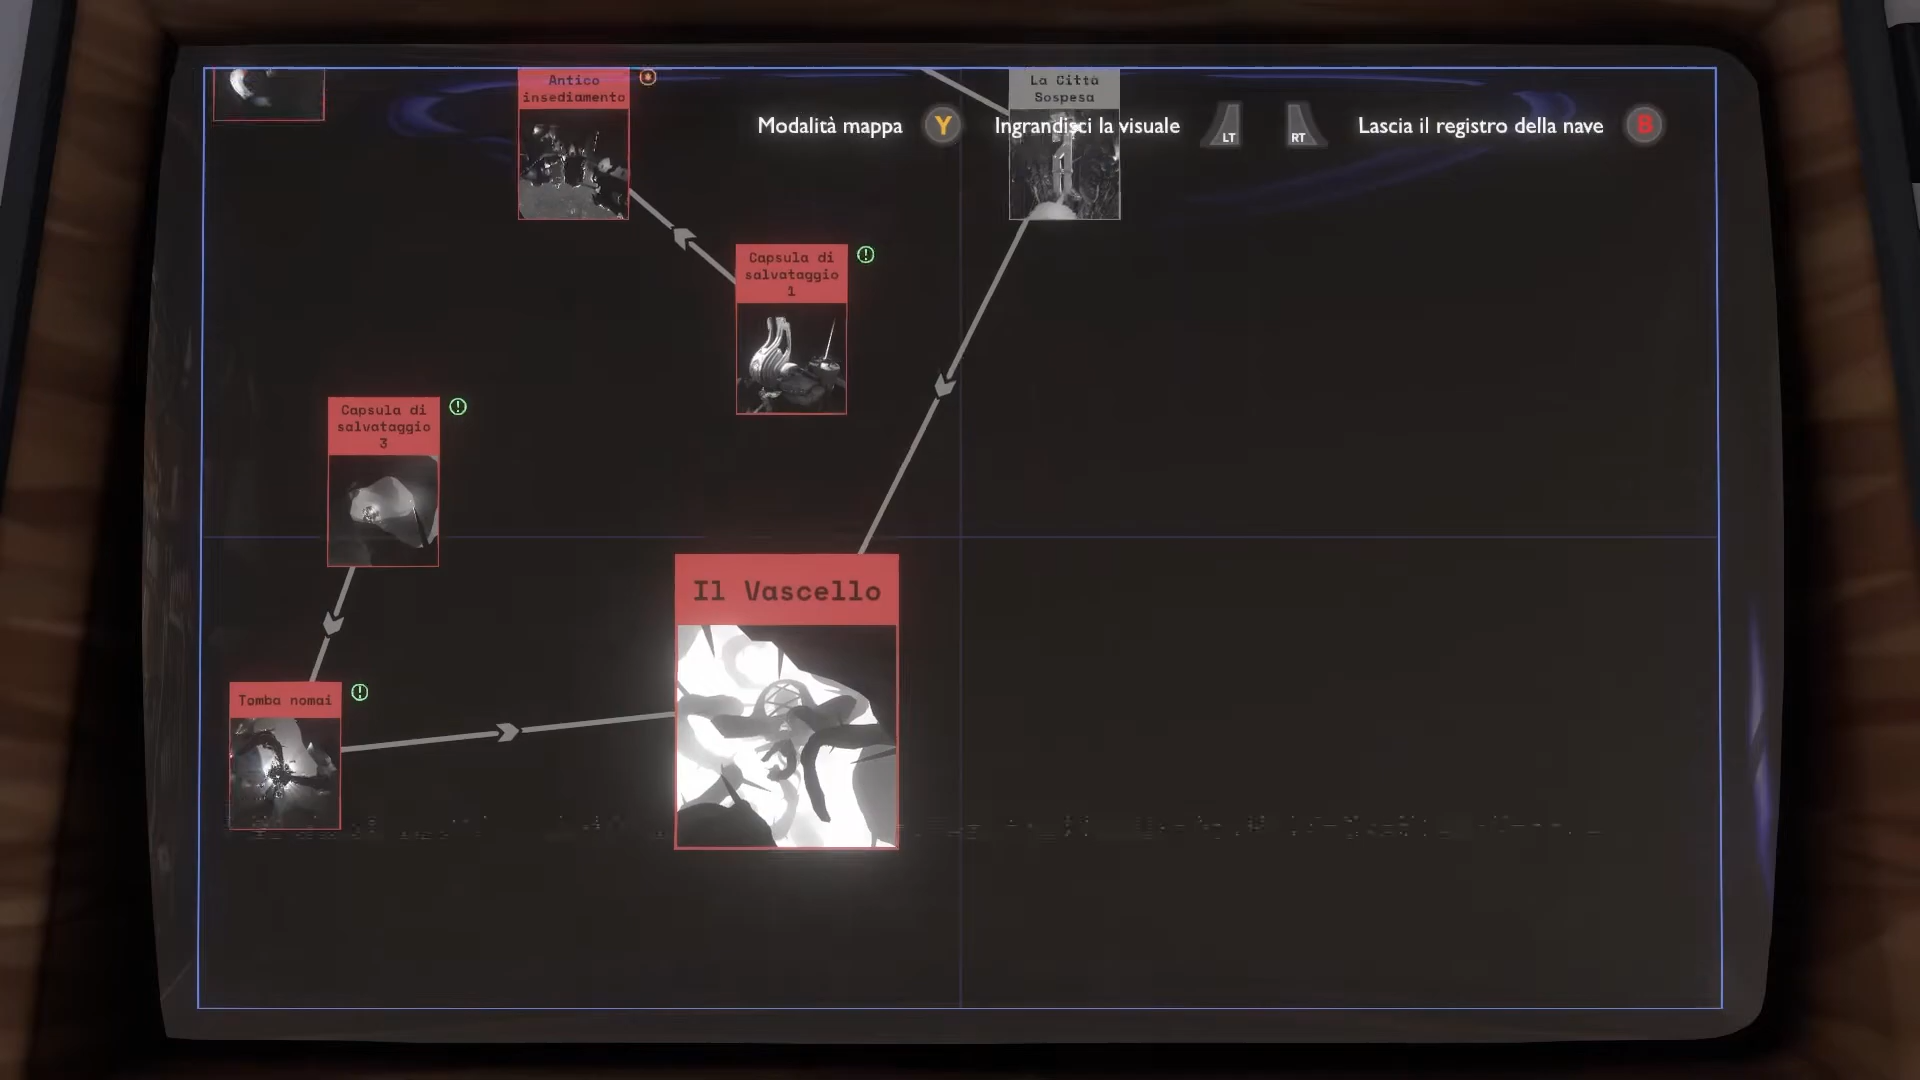 Antico
insediamento
La Città
Sospesa
Modalità mappa Y Ingrandisci la visuale LT RT Lascia il registro della nave B
Capsula di
salvataggio
1
Capsula di
salvataggio
3
Il Vascello
Tomba nomai